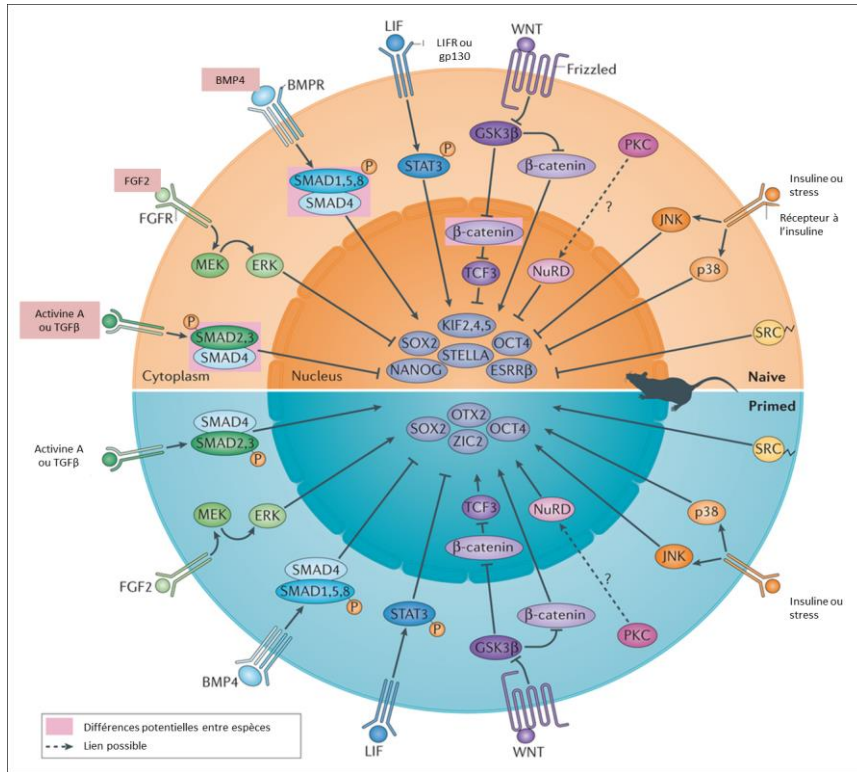 LIF
LIFR ou
gp130
WNT
Frizzled
BMP4
BMPR
GSK3β
PKC
P
STAT3
β-catenin
P
SMAD1,5,8
SMAD4
Insuline ou
stress
FGF2
FGFR
JNK
Récepteur à
l'insuline
?
β-catenin
MEK
ERK
p38
TCF3
NuRD
Activine A
ou TGFβ
P
SMAD2,3
SMAD4
KIF2,4,5
SOX2
OCT4
STELLA
NANOG
ESRRβ
SRC
Cytoplasm
Nucleus
Naive
Primed
SMAD4
SMAD2,3
P
Activine A
ou TGFβ
OTX2
SOX2
OCT4
ZIC2
SRC
MEK
ERK
TCF3
NuRD
p38
β-catenin
JNK
FGF2
SMAD4
SMAD1,5,8
P
?
STAT3
P
β-catenin
Insuline ou
stress
GSK3β
PKC
BMP4
LIF
WNT
Différences potentielles entre espèces
Lien possible